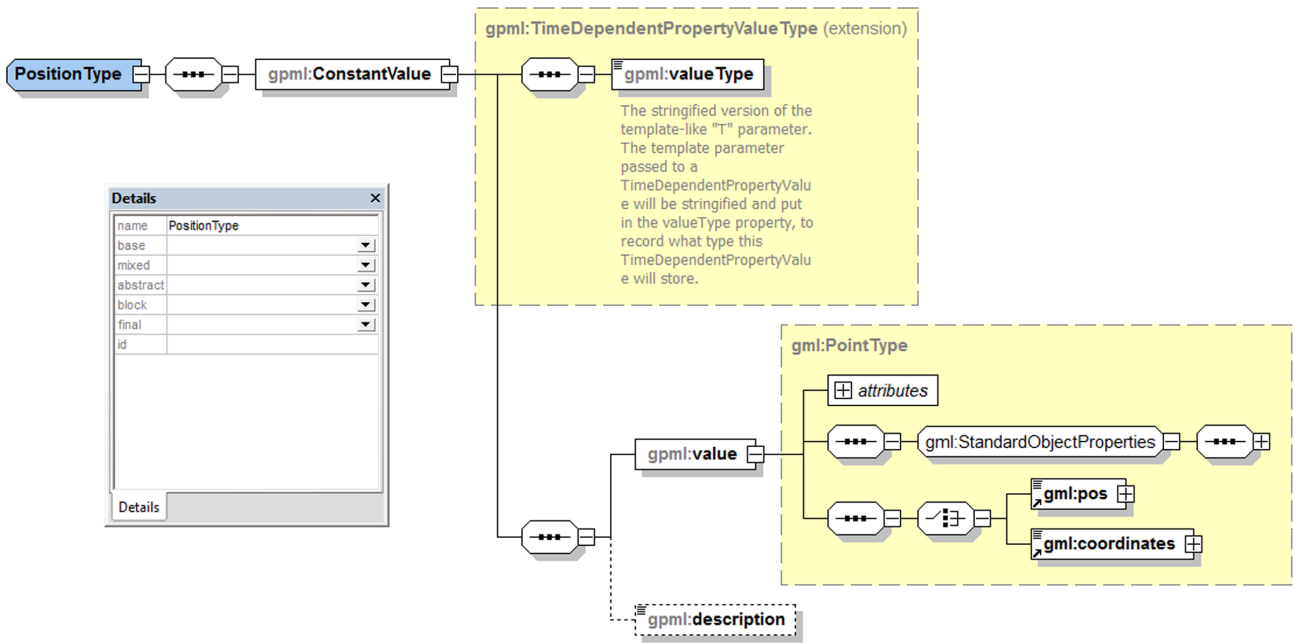 gpml:TimeDependentPropertyValueType (extension)
PositionType
gpml:ConstantValue
gpml:valueType
The stringified version of the
template-like "T" parameter.
The template parameter
passed to a
TimeDependentPropertyValu
e will be stringified and put
in the valueType property, to
record what type this
TimeDependentPropertyValu
e will store.
Details
name PositionType
base
mixed
abstract
block
final
id
Details
gml:PointType
attributes
gpml:value
gml:StandardObjectProperties
gml:pos
gml:coordinates
gpml:description